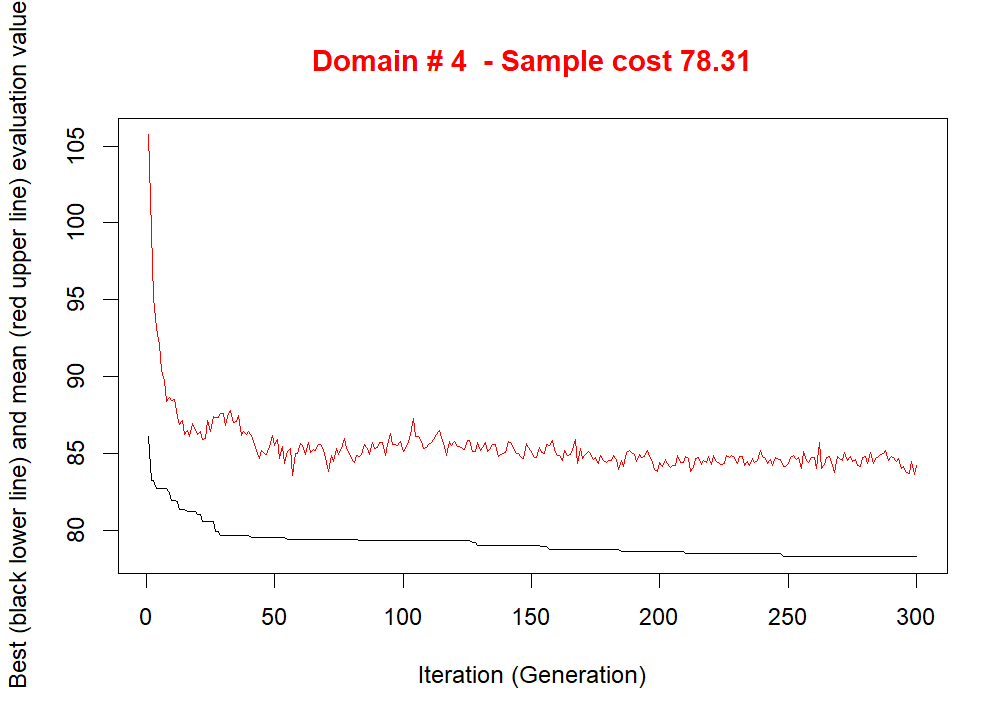 Domain # 4  - Sample cost 78.31
Best (black lower line) and mean (red upper line) evaluation value
105
100
95
90
85
80
0 50 100 150 200 250 300
Iteration (Generation)